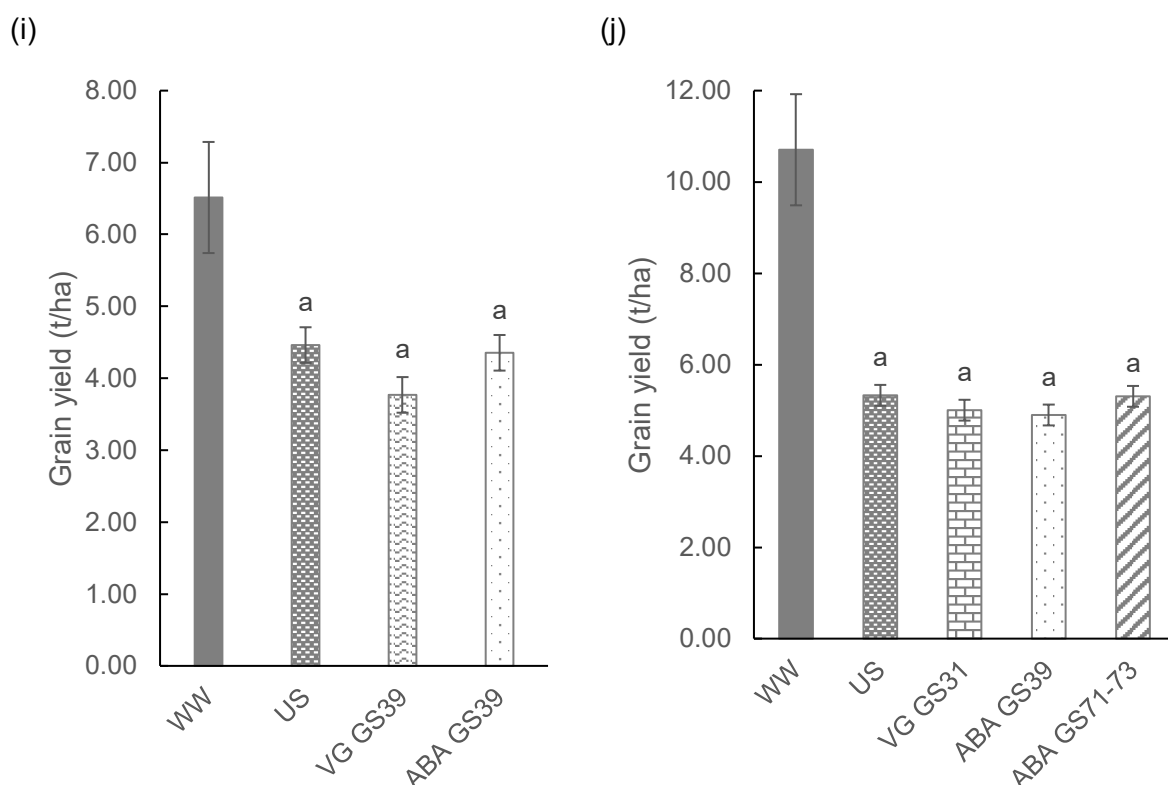 (i)
8.00
7.00
6.00
5.00
4.00
3.00
2.00
1.00
0.00
Grain yield (t/ha)
a
a
a
WW
US
VG GS39
ABA GS39
(j)
12.00
10.00
8.00
6.00
4.00
2.00
0.00
Grain yield (t/ha)
a
a
a
a
WW
US
VG GS31
ABA GS39
ABA GS71-73